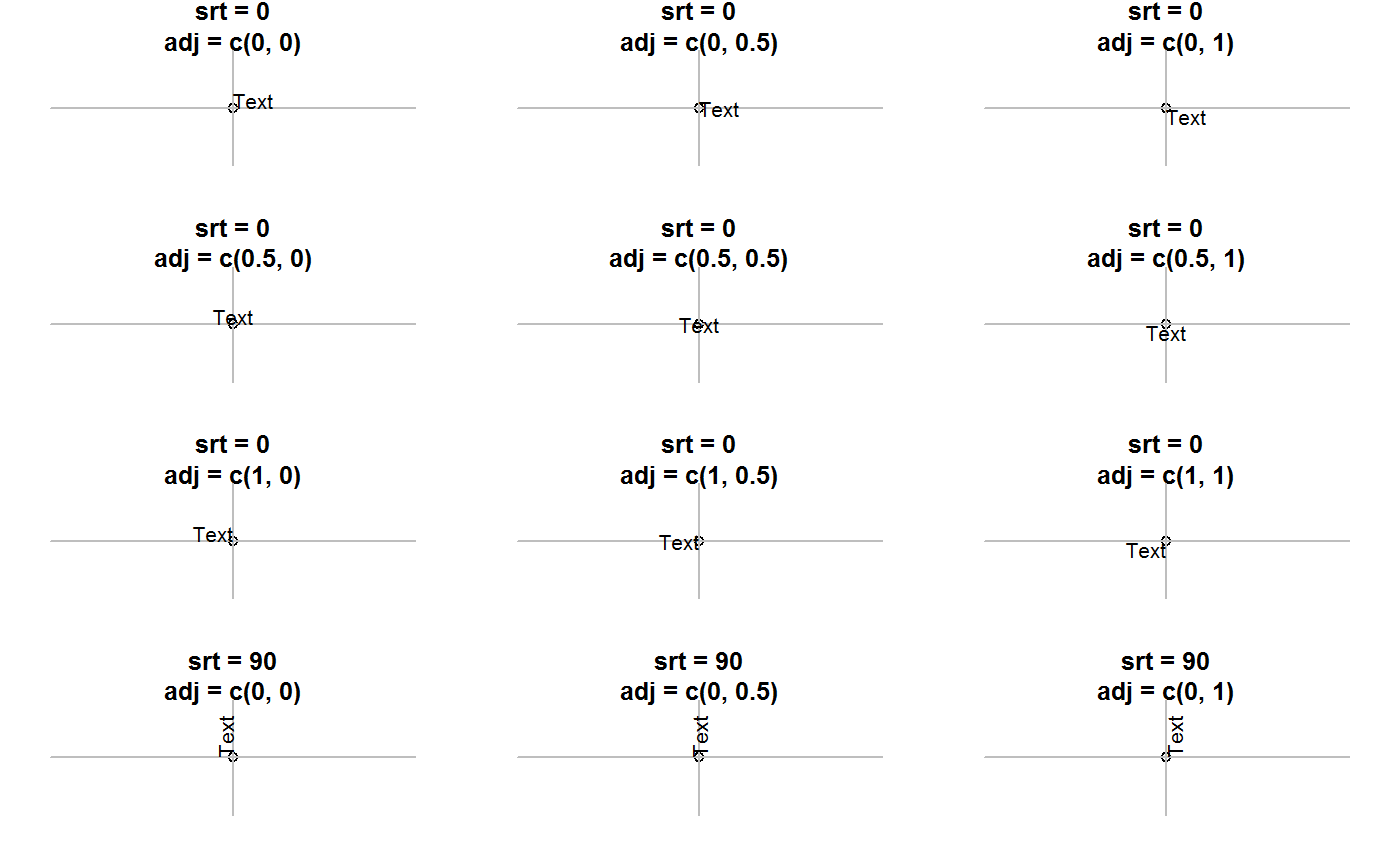 srt = 0
adj = c(0, 0)
Text
srt = 0
adj = c(0, 0.5)
Text
srt = 0
adj = c(0, 1)
Text
srt = 0
adj = c(0.5, 0)
Text
srt = 0
adj = c(0.5, 0.5)
Text
srt = 0
adj = c(0.5, 1)
Text
srt = 0
adj = c(1, 0)
Text
srt = 0
adj = c(1, 0.5)
Text
srt = 0
adj = c(1, 1)
Text
srt = 90
adj = c(0, 0)
Text
srt = 90
adj = c(0, 0.5)
Text
srt = 90
adj = c(0, 1)
Text